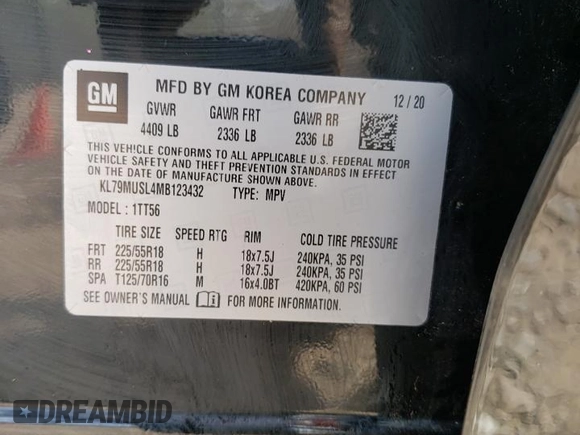 GM
MFD BY GM KOREA COMPANY 12/20
GVWR GAWR FRT GAWR RR
4409 LB 2336 LB 2336 LB
THIS VEHICLE CONFORMS TO ALL APPLICABLE U.S. FEDERAL MOTOR
VEHICLE SAFETY AND THEFT PREVENTION STANDARDS IN EFFECT
ON THE DATE OF MANUFACTURE SHOWN ABOVE.
KL79MUSL4MB123432 TYPE: MPV
MODEL: 1TT56
TIRE SIZE SPEED RTG RIM COLD TIRE PRESSURE
FRT 225/55R18 H 18x7.5J 240KPA, 35 PSI
RR 225/55R18 H 18x7.5J 240KPA, 35 PSI
SPA T125/70R16 M 16x4.0BT 420KPA, 60 PSI
SEE OWNER'S MANUAL FOR MORE INFORMATION.
DREAMBID